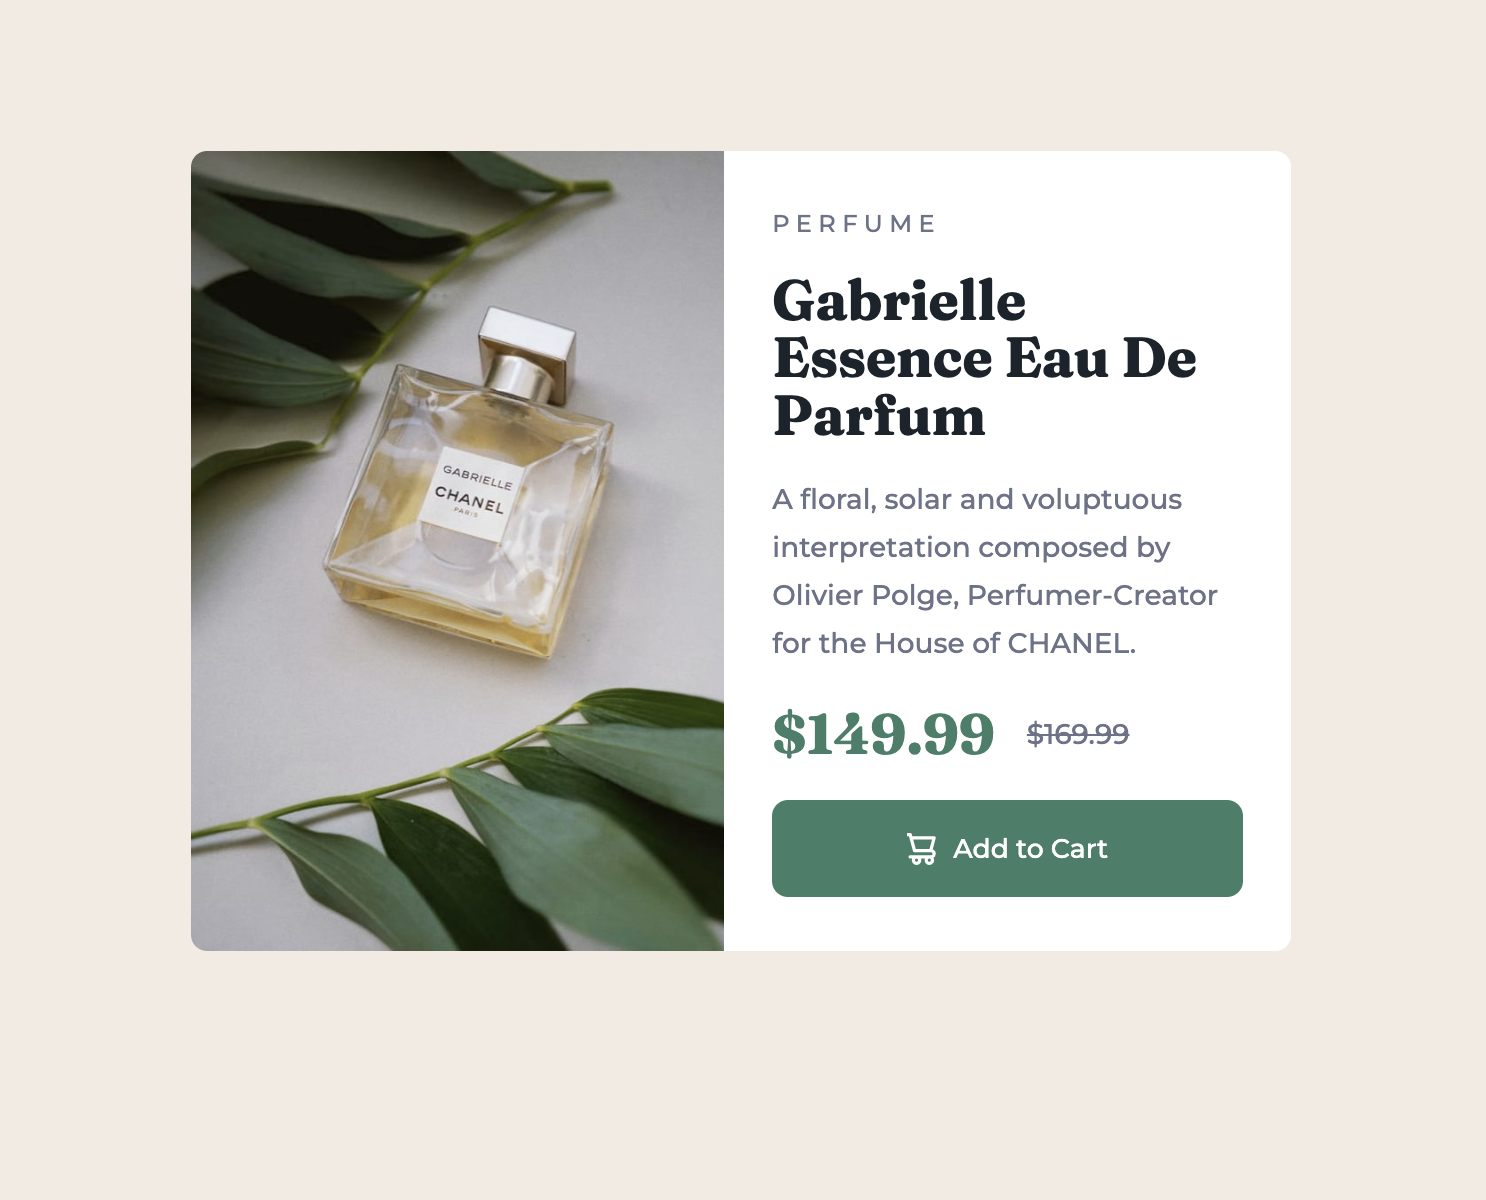 GABRIELLE
CHANEL
PARIS
PERFUME
Gabrielle
Essence Eau De
Parfum
A floral, solar and voluptuous
interpretation composed by
Olivier Polge, Perfumer-Creator
for the House of CHANEL.
$149.99 $169.99
Add to Cart